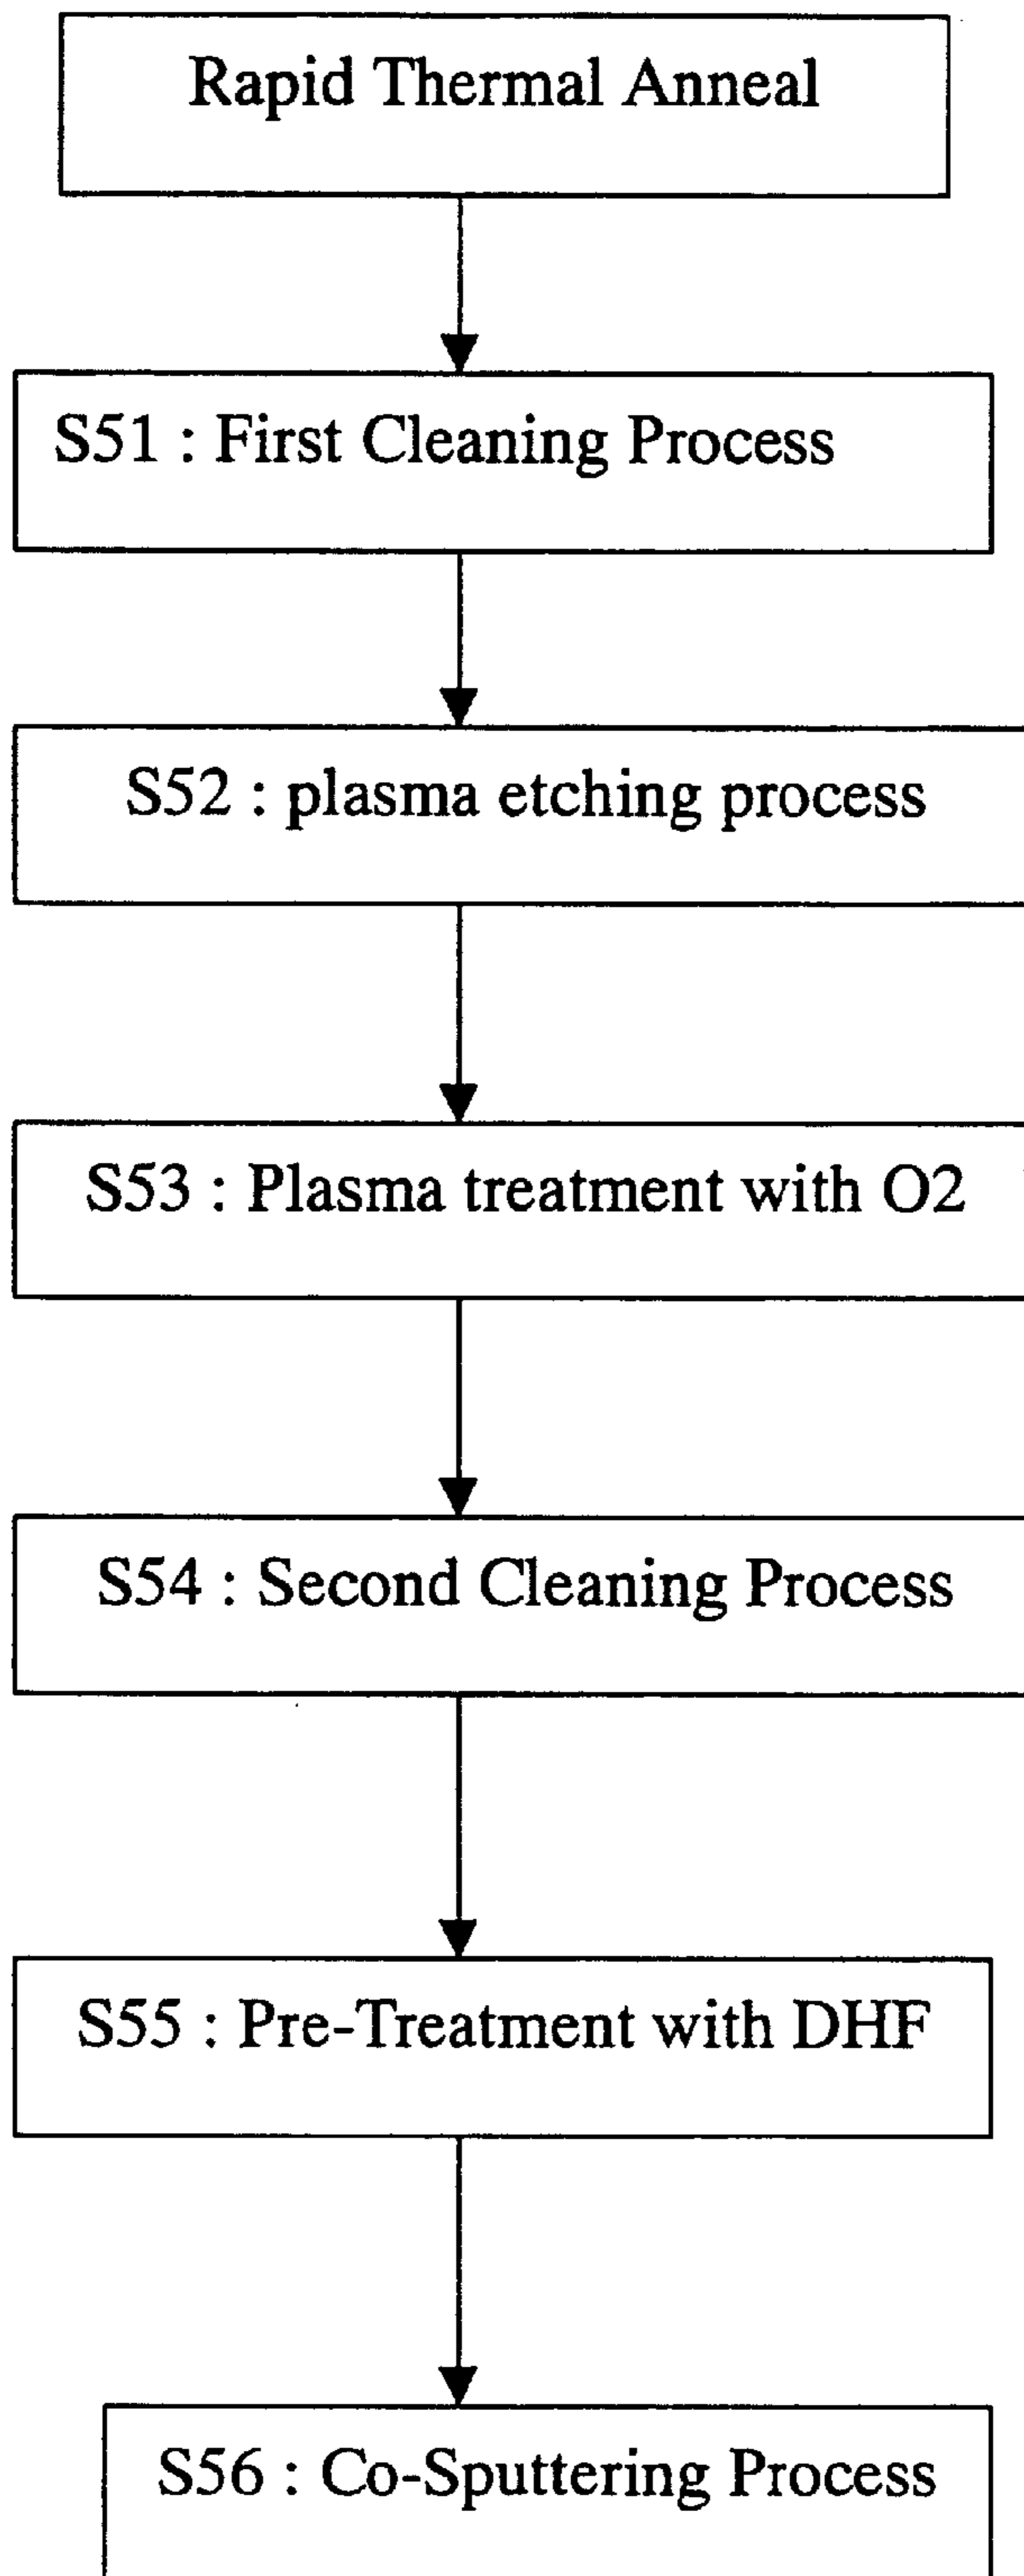 Rapid Thermal Anneal
S51 : First Cleaning Process
S52 : plasma etching process
S53 : Plasma treatment with O2
S54 : Second Cleaning Process
S55 : Pre-Treatment with DHF
S56 : Co-Sputtering Process